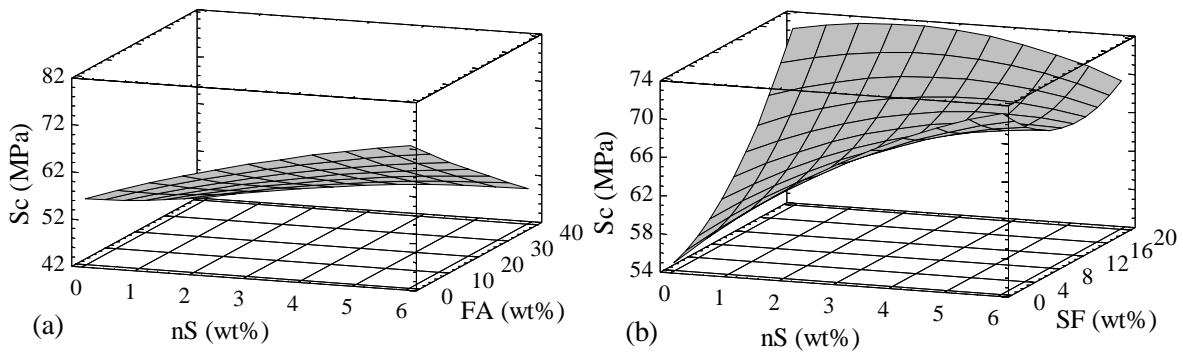 82
72
62
52
42
Sc (MPa)
0 1 2 3 4 5 6
nS (wt%)
0 10 20 30 40
FA (wt%)
(a)
74
70
66
62
58
54
Sc (MPa)
0 1 2 3 4 5 6
nS (wt%)
0 4 8 12 16 20
SF (wt%)
(b)